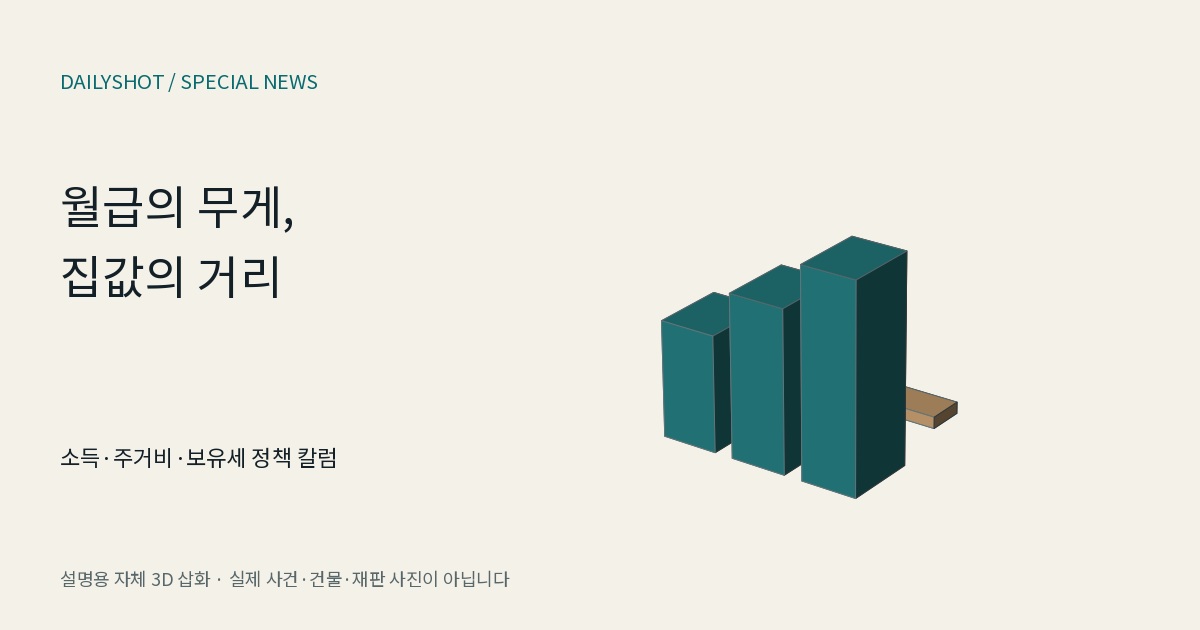 DAILYSHOT / SPECIAL NEWS
월급의 무게,
집값의 거리
소득·주거비·보유세 정책 칼럼
설명용 자체 3D 삽화 · 실제 사건·건물·재판 사진이 아닙니다